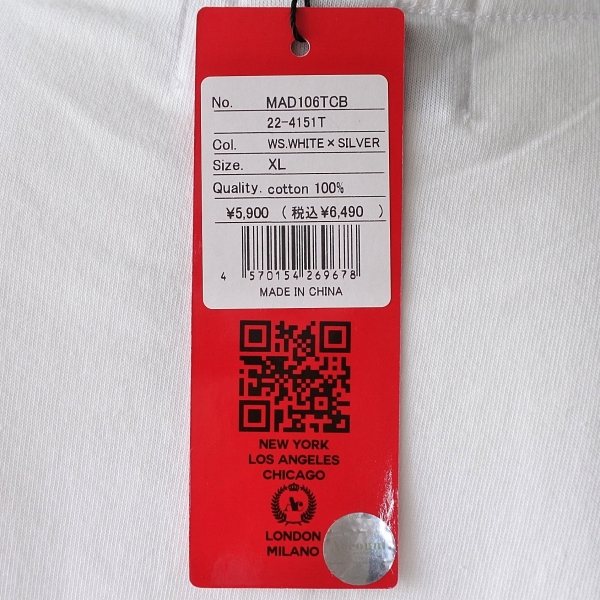 No. MAD106TCB
22-4151T
Col. WS.WHITE×SILVER
Size. XL
Quality. cotton 100%
¥5,900 (税込¥6,490 )
4 570154 269678
MADE IN CHINA
NEW YORK
LOS ANGELES
CHICAGO
LONDON
MILANO